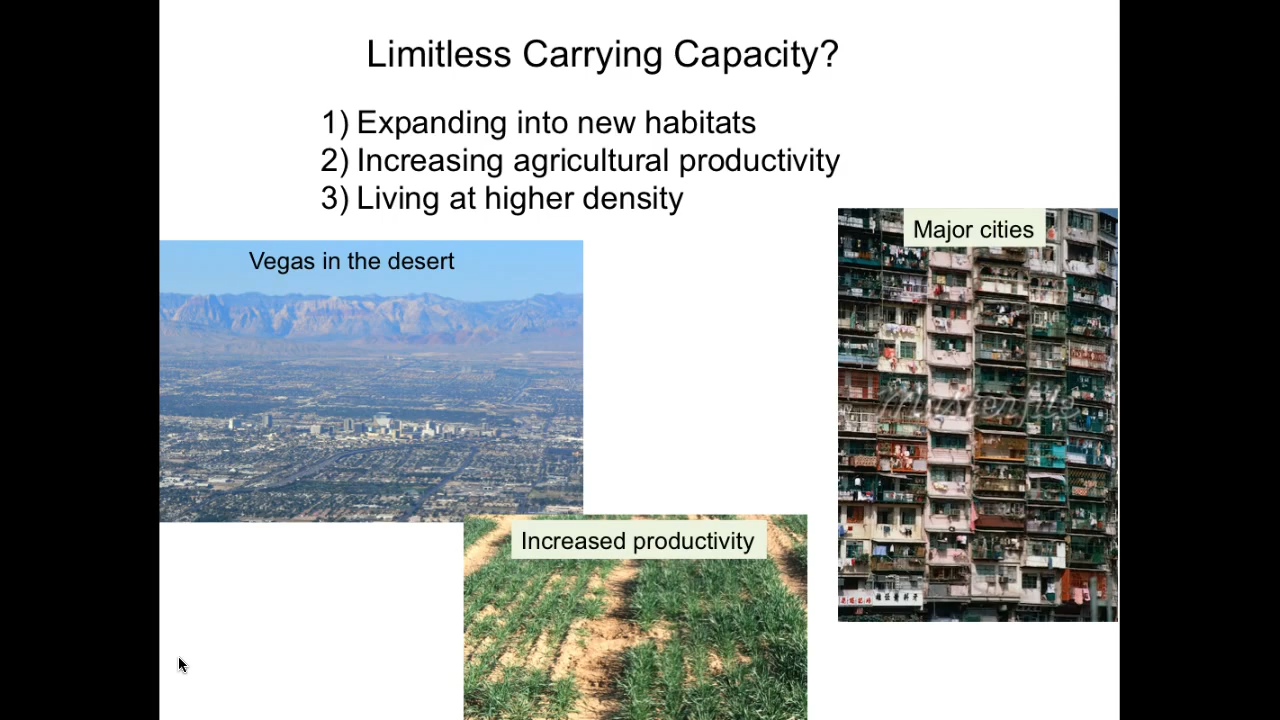 Limitless Carrying Capacity?
1) Expanding into new habitats
2) Increasing agricultural productivity
3) Living at higher density
Major cities
Vegas in the desert
Masterfile
Increased productivity